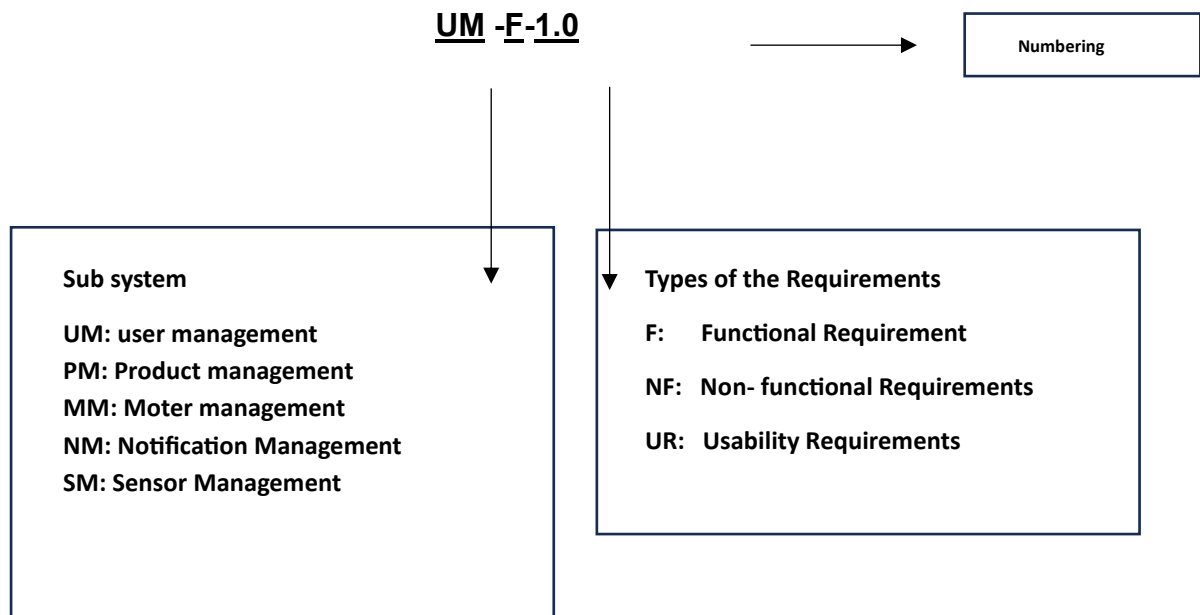 UM -F-1.0
Numbering
Sub system
UM: user management
PM: Product management
MM: Moter management
NM: Notification Management
SM: Sensor Management
Types of the Requirements
F: Functional Requirement
NF: Non- functional Requirements
UR: Usability Requirements